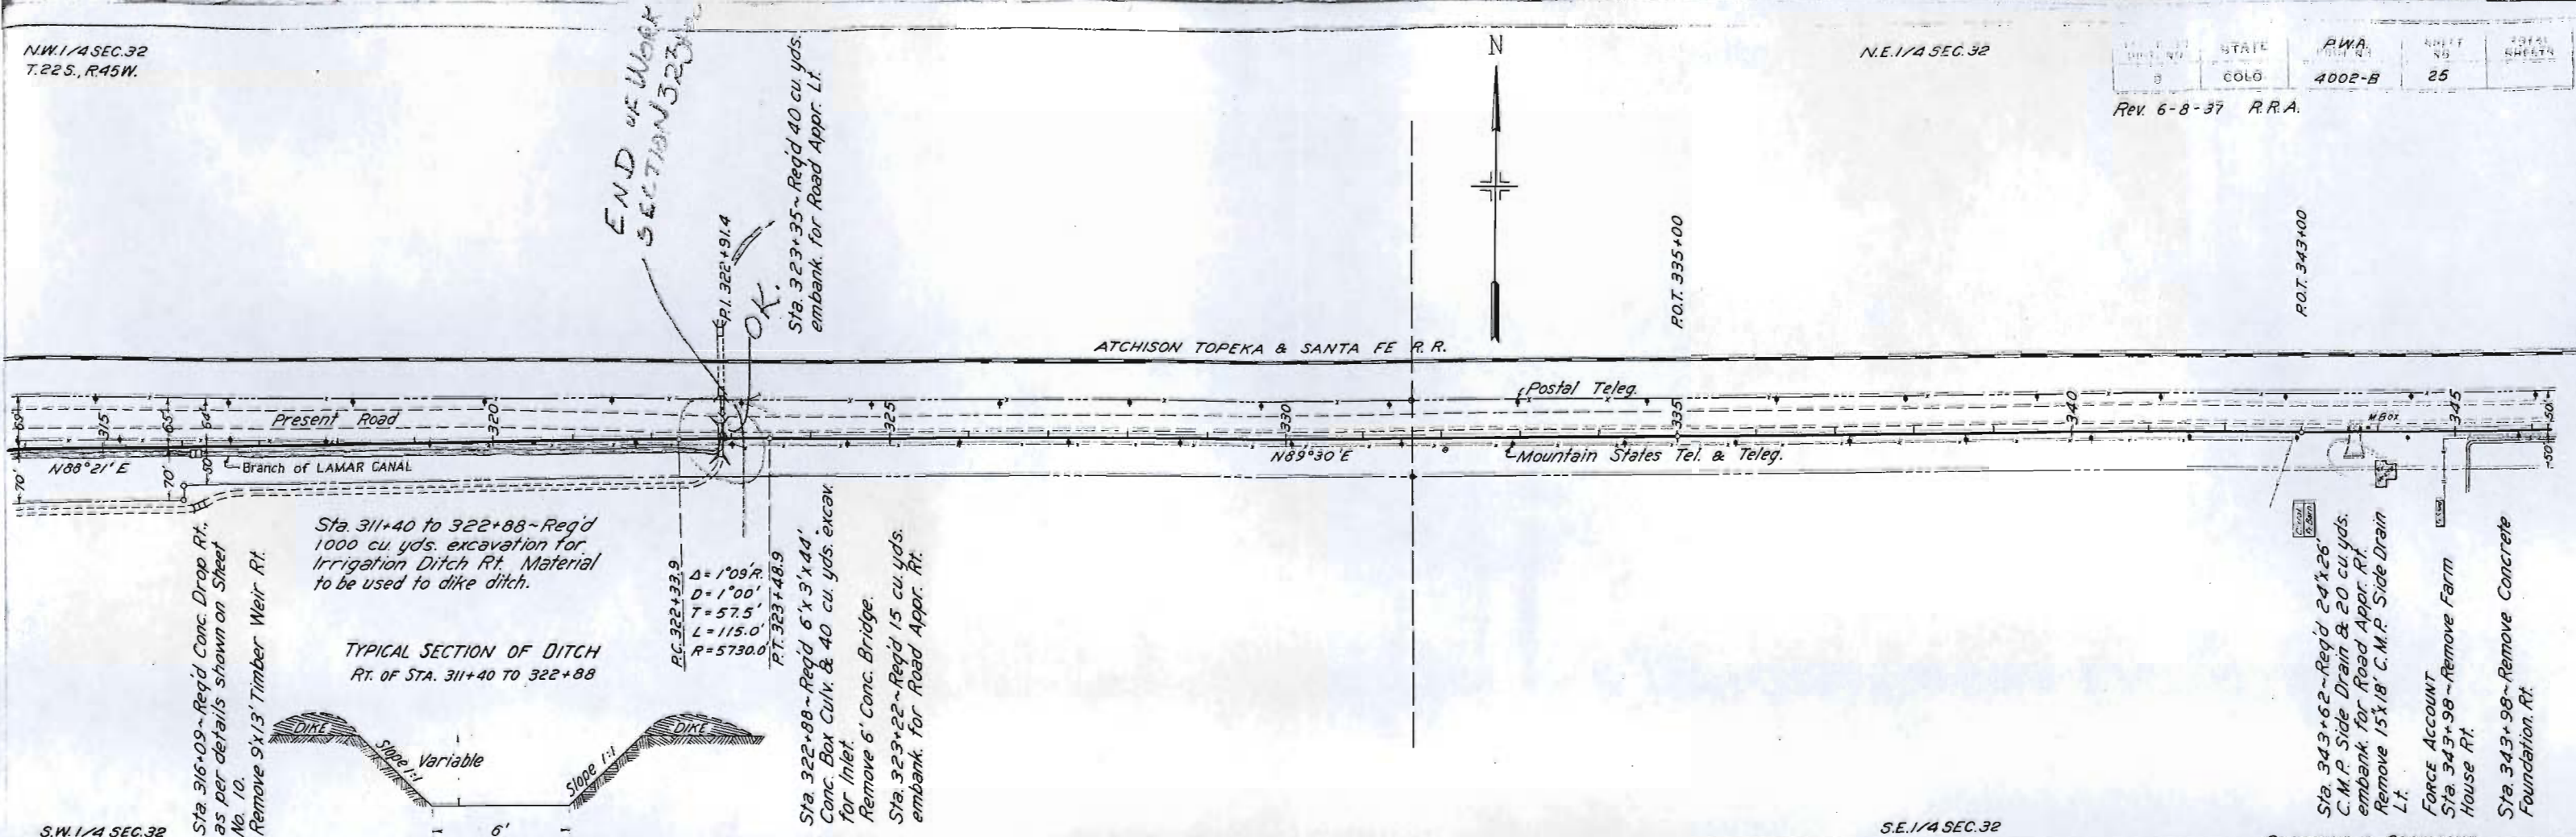 N.W.1/4 SEC.32
T.22S., R.45W.
END OF WORK
SECTION 323
Sta. 323+35~Req'd 40 cu. yds.
embank. for Road Appr. Lt.
P.I. 322+91.4
OK.
N
N.E.1/4 SEC.32
STATE
P.W.A.
COLO
4002-B
25
Rev. 6-8-37 R.R.A.
P.O.T. 335+00
P.O.T. 343+00
ATCHISON TOPEKA & SANTA FE R.R.
Postal Teleg.
Present Road
315
320
325
330
335
340
345
M.Box
65'
70'
50'
50'
N88°21'E
Branch of LAMAR CANAL
N89°30'E
Mountain States Tel. & Teleg.
Sta. 316+09~Req'd Conc. Drop Rt.,
as per details shown on Sheet
No. 10.
Remove 9'x13' Timber Weir Rt.
Sta. 311+40 to 322+88~Req'd
1000 cu. yds. excavation for
Irrigation Ditch Rt. Material
to be used to dike ditch.
TYPICAL SECTION OF DITCH
RT. OF STA. 311+40 TO 322+88
DIKE
DIKE
Slope 1:1
Variable
Slope 1:1
6'
P.C. 322+33.9
Δ = 1°09'R.
D = 1°00'
T = 57.5'
L = 115.0'
R = 5730.0'
P.T. 323+48.9
Sta. 322+88~Req'd 6'x3'x44'
Conc. Box Culv. & 40 cu. yds. excav.
for Inlet.
Remove 6' Conc. Bridge.
Sta. 323+22~Req'd 15 cu. yds.
embank. for Road Appr. Rt.
Sta. 343+62~Req'd 24"x26'
C.M.P. Side Drain & 20 cu. yds.
embank. for Road Appr. Rt.
Remove 15"x18' C.M.P. Side Drain
Lt.
FORCE ACCOUNT
Sta. 343+98~Remove Farm
House Rt.
Sta. 343+98~Remove Concrete
Foundation Rt.
S.W.1/4 SEC.32
S.E.1/4 SEC.32